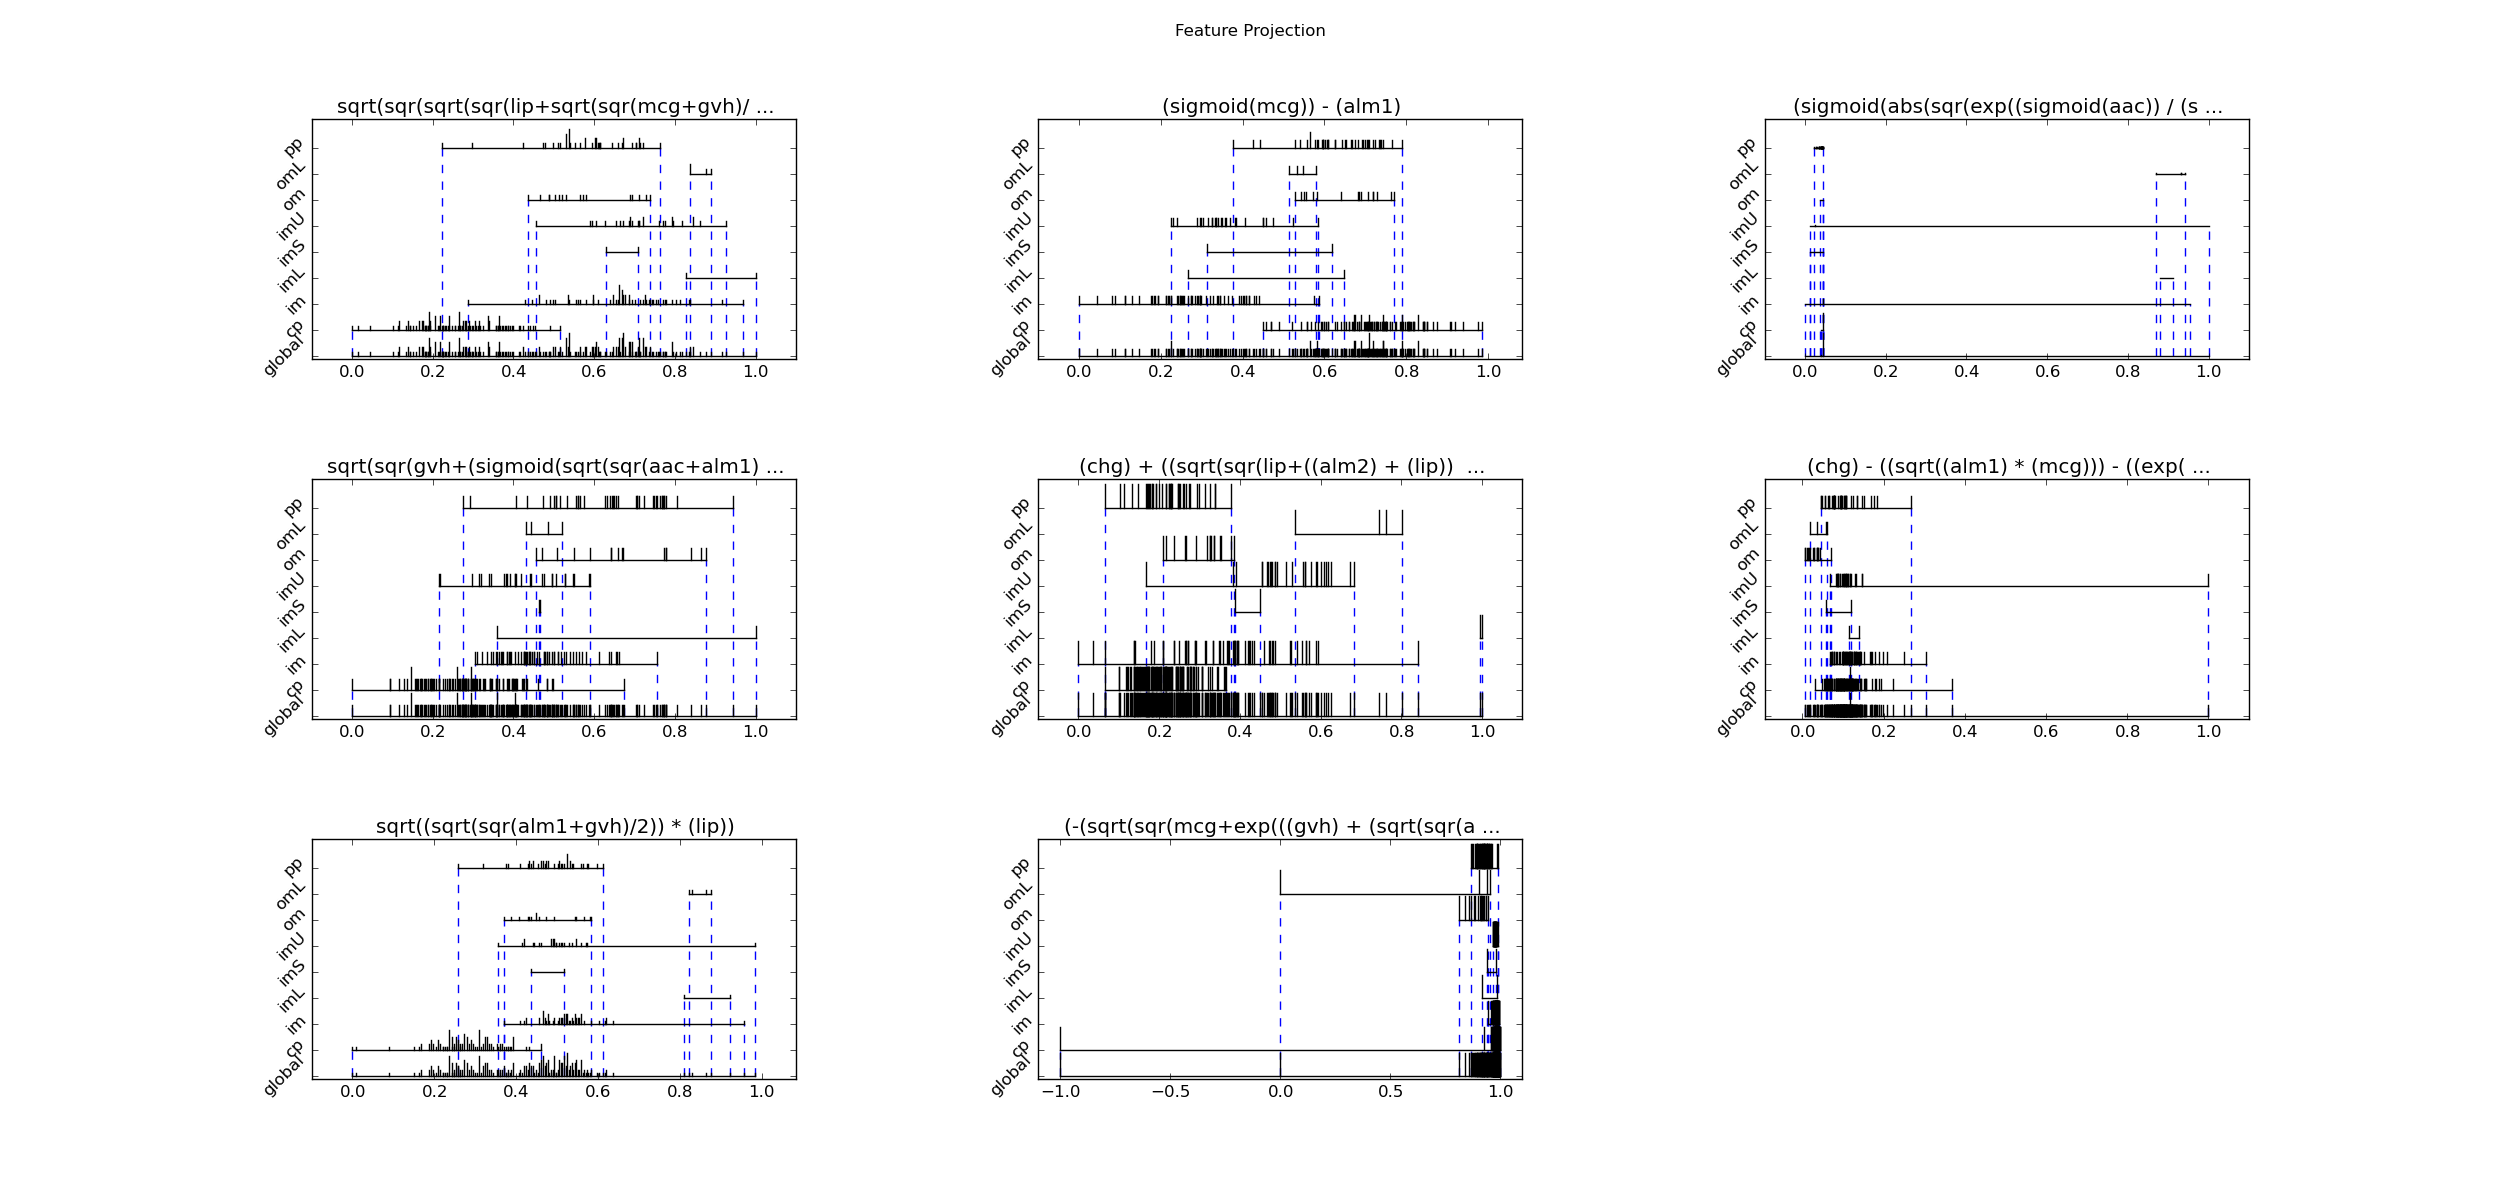 Feature Projection
sqrt(sqr(sqrt(sqr(lip+sqrt(sqr(mcg+gvh)/ ...
pp
omL
om
imU
imS
imL
im
cp
global
0.0 0.2 0.4 0.6 0.8 1.0
(sigmoid(mcg)) - (alm1)
pp
omL
om
imU
imS
imL
im
cp
global
0.0 0.2 0.4 0.6 0.8 1.0
(sigmoid(abs(sqr(exp((sigmoid(aac)) / (s ...
pp
omL
om
imU
imS
imL
im
cp
global
0.0 0.2 0.4 0.6 0.8 1.0
sqrt(sqr(gvh+(sigmoid(sqrt(sqr(aac+alm1) ...
pp
omL
om
imU
imS
imL
im
cp
global
0.0 0.2 0.4 0.6 0.8 1.0
(chg) + ((sqrt(sqr(lip+((alm2) + (lip)) ...
pp
omL
om
imU
imS
imL
im
cp
global
0.0 0.2 0.4 0.6 0.8 1.0
(chg) - ((sqrt((alm1) * (mcg))) - ((exp( ...
pp
omL
om
imU
imS
imL
im
cp
global
0.0 0.2 0.4 0.6 0.8 1.0
sqrt((sqrt(sqr(alm1+gvh)/2)) * (lip))
pp
omL
om
imU
imS
imL
im
cp
global
0.0 0.2 0.4 0.6 0.8 1.0
(-(sqrt(sqr(mcg+exp(((gvh) + (sqrt(sqr(a ...
pp
omL
om
imU
imS
imL
im
cp
global
−1.0 −0.5 0.0 0.5 1.0